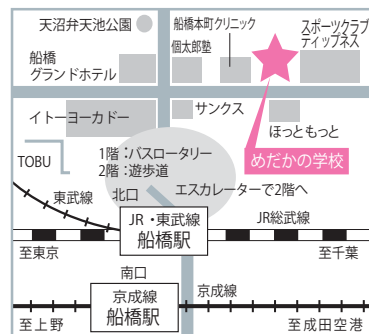 天沼弁天池公園
船橋本町クリニック
スポーツクラブ
ティップネス
個太郎塾
船橋
グランドホテル
イトーヨーカドー
サンクス
ほっともっと
1階:バスロータリー
2階:遊歩道
めだかの学校
TOBU
北口
エスカレーターで2階へ
東武線
JR・東武線
船橋駅
JR総武線
至東京
至千葉
南口
京成線
船橋駅
京成線
至上野
至成田空港